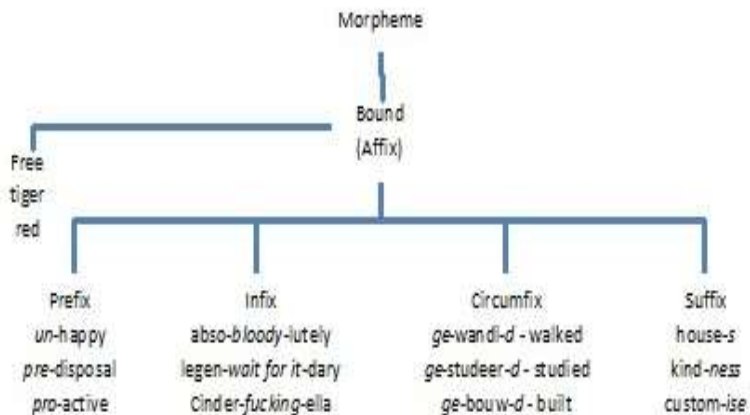 Morpheme
Bound
(Affix)
Free
tiger
red
Prefix
un-happy
pre-disposal
pro-active
Infix
abso-bloody-lutely
legen-wait for it-dary
Cinder-fucking-ella
Circumfix
ge-wandl-d - walked
ge-studeer-d - studied
ge-bouw-d - built
Suffix
house-s
kind-ness
custom-ise